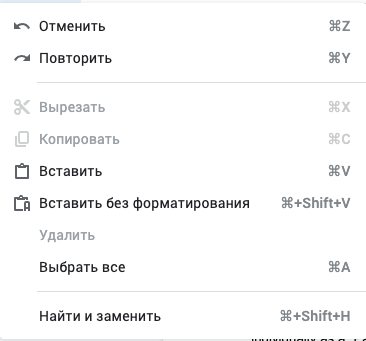 Отменить ⌘Z
Повторить ⌘Y
Вырезать ⌘X
Копировать ⌘C
Вставить ⌘V
Вставить без форматирования ⌘+Shift+V
Удалить
Выбрать все ⌘A
Найти и заменить ⌘+Shift+H